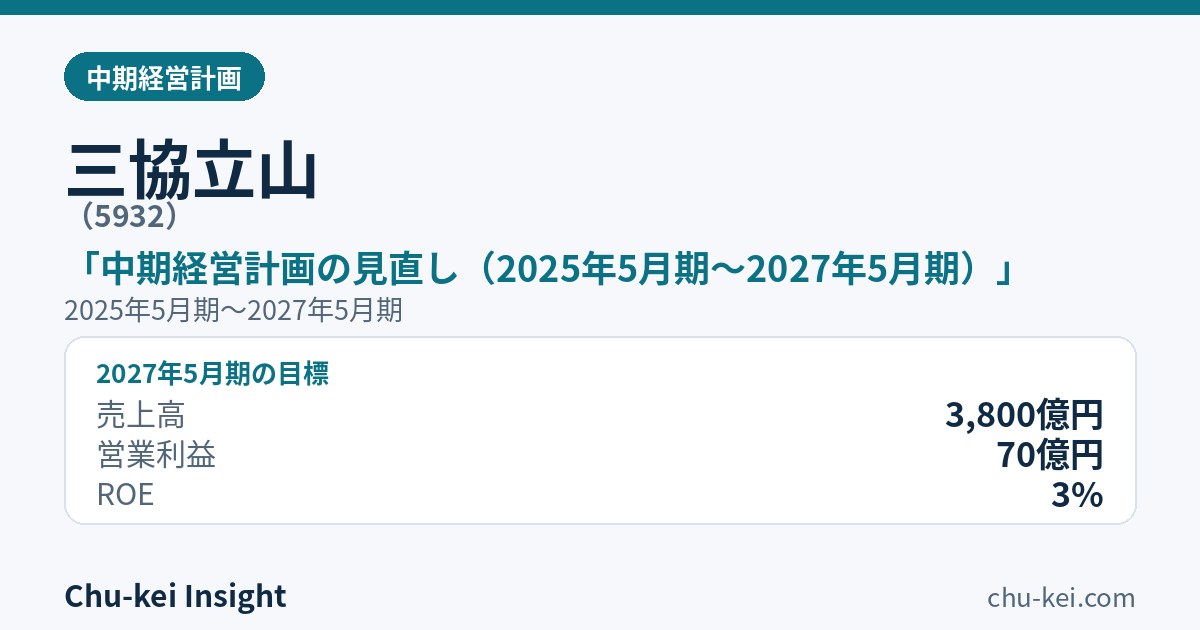 中期経営計画
三協立山
（5932）
「中期経営計画の見直し（2025年5月期～2027年5月期）」
2025年5月期～2027年5月期
2027年5月期の目標
売上高 3,800億円
営業利益 70億円
ROE 3%
Chu-kei Insight chu-kei.com